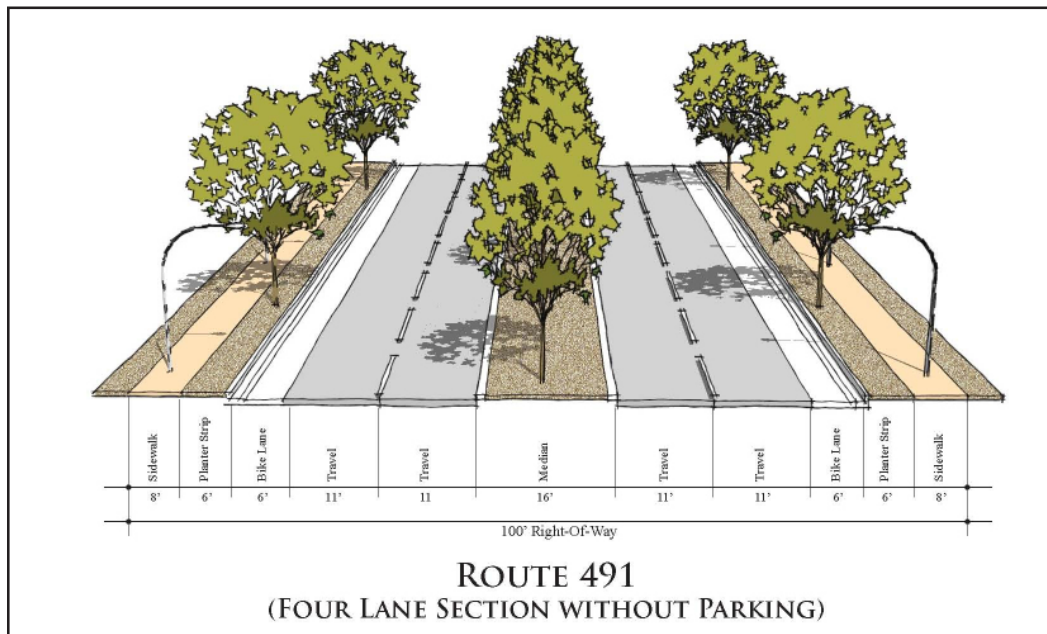 Sidewalk
Planter Strip
Bike Lane
Travel
Travel
Median
Travel
Travel
Bike Lane
Planter Strip
Sidewalk
8' 6' 6' 11' 11 16' 11' 11' 6' 6' 8'
100' Right-Of-Way
ROUTE 491
(FOUR LANE SECTION WITHOUT PARKING)